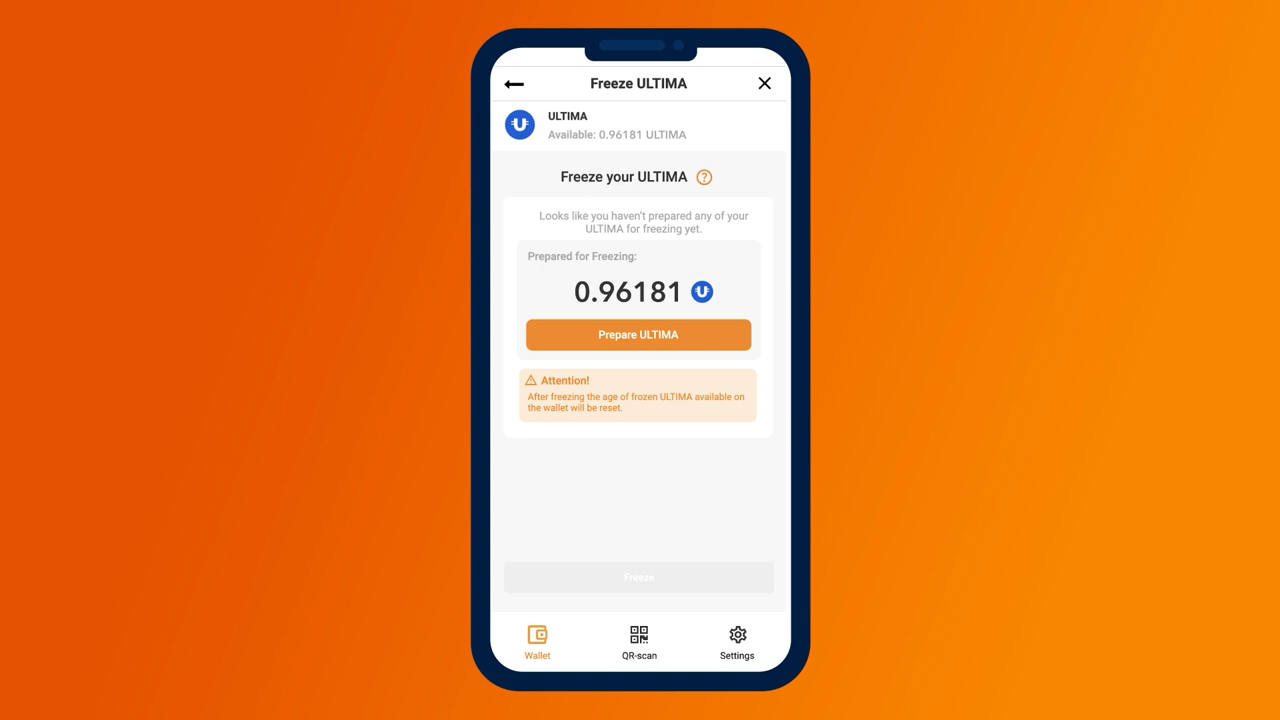 Freeze ULTIMA
ULTIMA
Available: 0.96181 ULTIMA
Freeze your ULTIMA
Looks like you haven't prepared any of your
ULTIMA for freezing yet.
Prepared for Freezing:
0.96181
Prepare ULTIMA
Attention!
After freezing the age of frozen ULTIMA available on
the wallet will be reset.
Freeze
Wallet
QR-scan
Settings